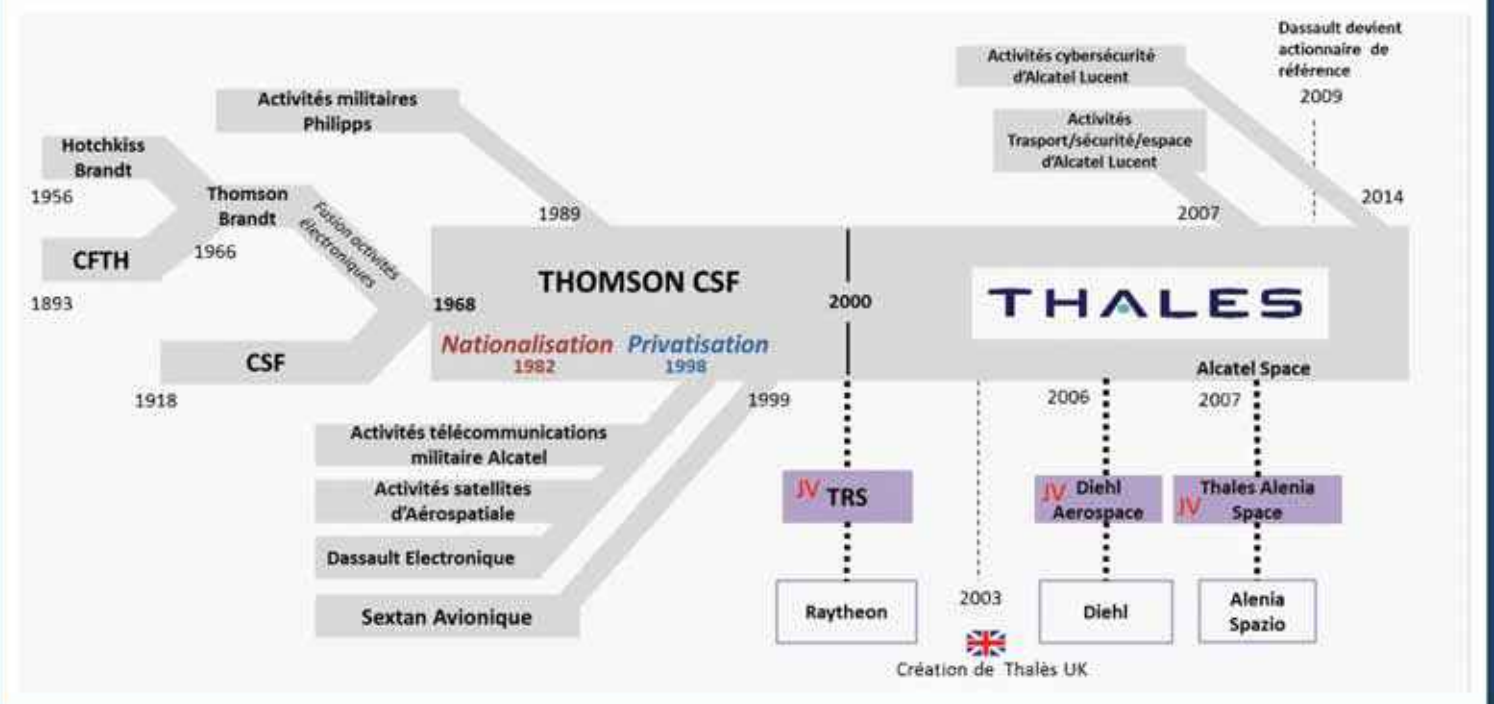 Dassault devient
actionnaire de
référence
2009
Activités cybersécurité
d'Alcatel Lucent
Activités
Trasport/sécurité/espace
d'Alcatel Lucent
Activités militaires
Philipps
Hotchkiss
Brandt
1956
Thomson
Brandt
1966
Fusion activités
électroniques
CFTH
1893
1989
2007
2014
THOMSON CSF
1968
2000
THALES
Nationalisation
1982
Privatisation
1998
CSF
1918
1999
Alcatel Space
2006
2007
Activités télécommunications
militaire Alcatel
Activités satellites
d'Aérospatiale
Dassault Electronique
Sextan Avionique
JV TRS
JV Diehl
Aerospace
JV Thales Alenia
Space
Raytheon
2003
Diehl
Alenia
Spazio
Création de Thalès UK